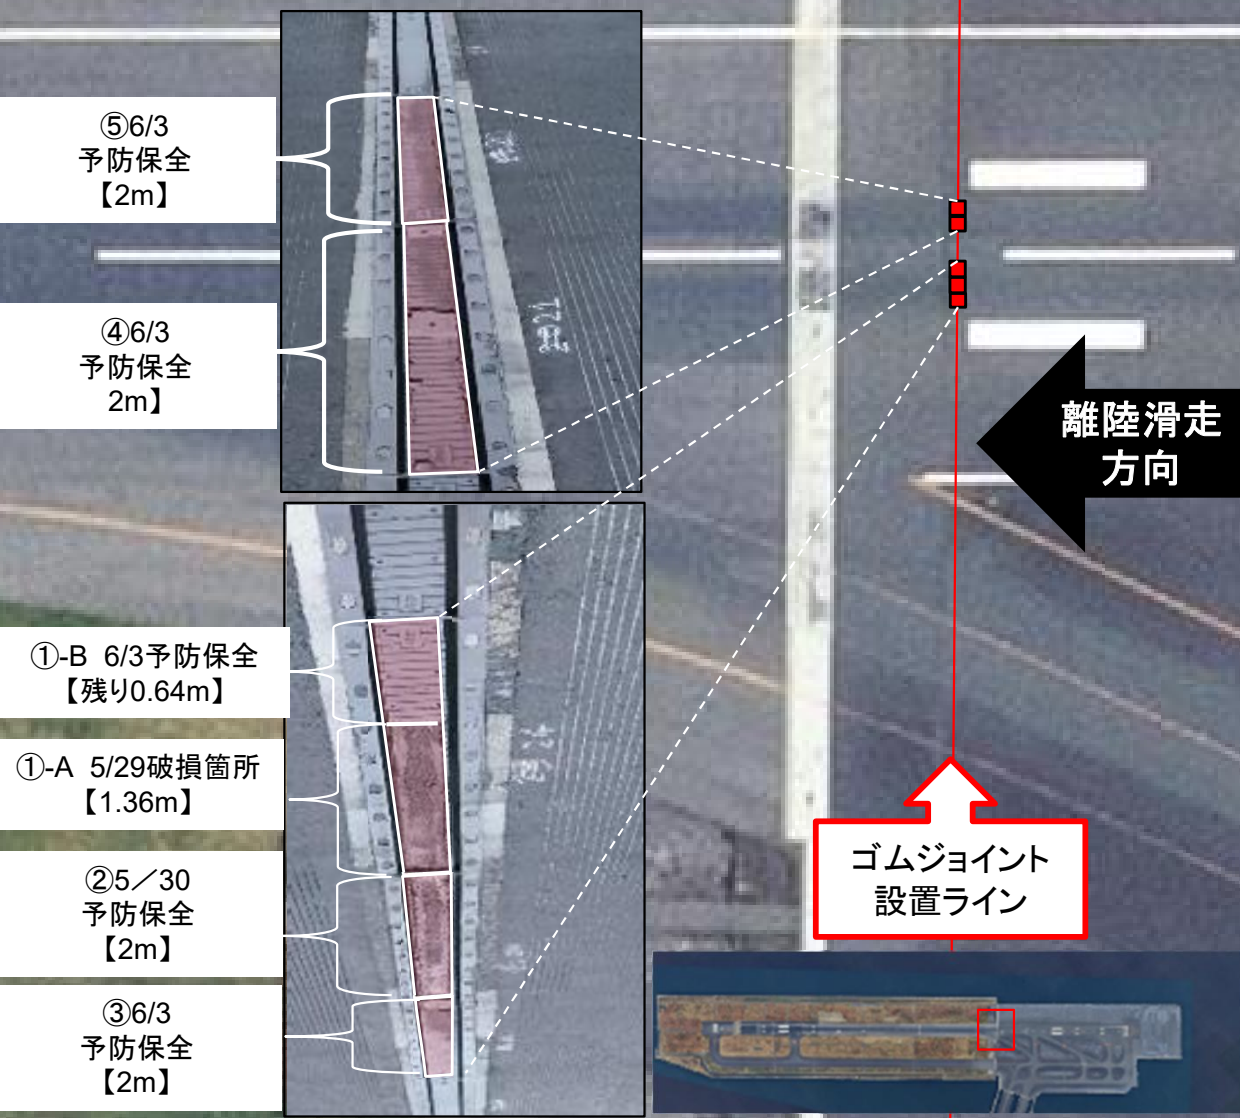 ⑤6/3
予防保全
【2m】
④6/3
予防保全
2m】
①-B 6/3予防保全
【残り0.64m】
①-A 5/29破損箇所
【1.36m】
②5／30
予防保全
【2m】
③6/3
予防保全
【2m】
離陸滑走
方向
ゴムジョイント
設置ライン